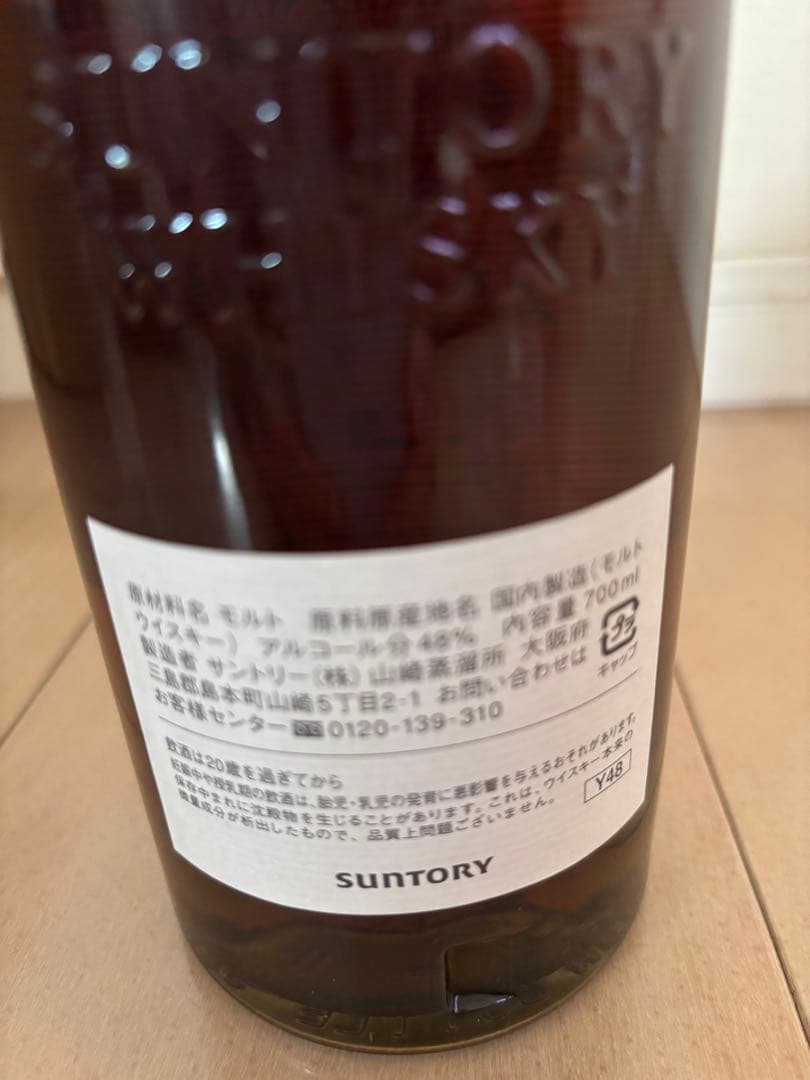 SUNTORY
WHISKY
原材料名 モルト 原料原産地名 国内製造(モルト
ウイスキー) アルコール分48% 内容量700ml
製造者 サントリー(株)山崎蒸溜所 大阪府
三島郡島本町山崎5丁目2-1 お問い合わせは
お客様センター 0120-139-310
プラ
キャップ
飲酒は20歳を過ぎてから
妊娠中や授乳期の飲酒は、胎児・乳児の発育に悪影響を与えるおそれがあります。
保存中まれに沈殿物を生じることがあります。これは、ウイスキー本来の
微量成分が析出したもので、品質上問題ございません。
Y48
SUNTORY